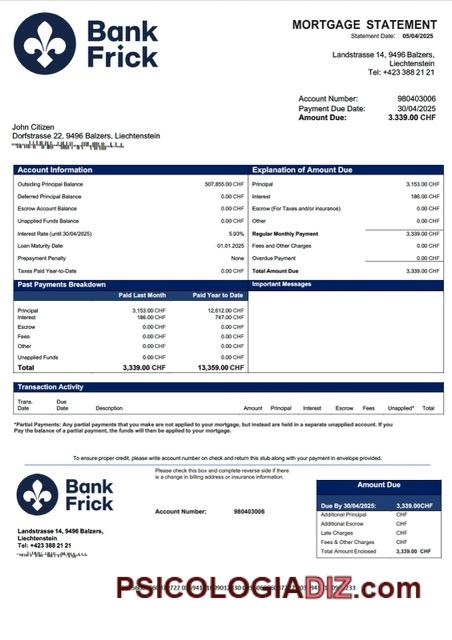 Bank
Frick
MORTGAGE STATEMENT
Statement Date: 05/04/2025
Landstrasse 14, 9496 Balzers,
Liechtenstein
Tel: +423 388 21 21
Account Number: 980403006
Payment Due Date: 30/04/2025
Amount Due: 3.339.00 CHF
John Citizen
Dorfstrasse 22, 9496 Balzers, Liechtenstein
Account Information
Outsiding Principal Balance 507,855.00 CHF
Deferred Principal Balance 0.00 CHF
Escrow Account Balance 0.00 CHF
Unapplied Funds Balance 0.00 CHF
Interest Rate (until 30/04/2025) 5.93%
Loan Maturity Date 01.01.2025
Prepayment Penalty None
Taxes Paid Year-to-Date 0.00 CHF
Explanation of Amount Due
Principal 3,153.00 CHF
Interest 186.00 CHF
Escrow (For Taxes and/or insurance) 0.00 CHF
Other 0.00 CHF
Regular Monthly Payment 3,339.00 CHF
Fees and Other Charges 0.00 CHF
Overdue Payment 0.00 CHF
Total Amount Due 3,339.00 CHF
Past Payments Breakdown
Paid Last Month Paid Year to Date
Principal 3,153.00 CHF 12,612.00 CHF
Interest 186.00 CHF 747.00 CHF
Escrow 0.00 CHF 0.00 CHF
Fees 0.00 CHF 0.00 CHF
Other 0.00 CHF 0.00 CHF
Unapplied Funds 0.00 CHF 0.00 CHF
Total 3,339.00 CHF 13,359.00 CHF
Important Messages
Transaction Activity
Trans. Date Due Date Description Amount Principal Interest Escrow Fees Unapplied* Total
*Partial Payments: Any partial payments that you make are not applied to your mortgage, but instead are held in a separate unapplied account. If you
Pay the balance of a partial payment, the funds will then be applied to your mortgage.
To ensure proper credit, please write account number on check and return this stub along with your payment in envelope provided.
Bank
Frick
Please check this box and complete reverse side if there
is a change in billing address or insurance information.
Account Number: 980403006
Landstrasse 14, 9496 Balzers,
Liechtenstein
Tel: +423 388 21 21
Amount Due
Due By 30/04/2025: 3,339.00CHF
Additional Principal CHF
Additional Escrow CHF
Late Charges CHF
Fees & Other Charges CHF
Total Amount Enclosed 3,339.00 CHF
PSICOLOGIADIZ.com